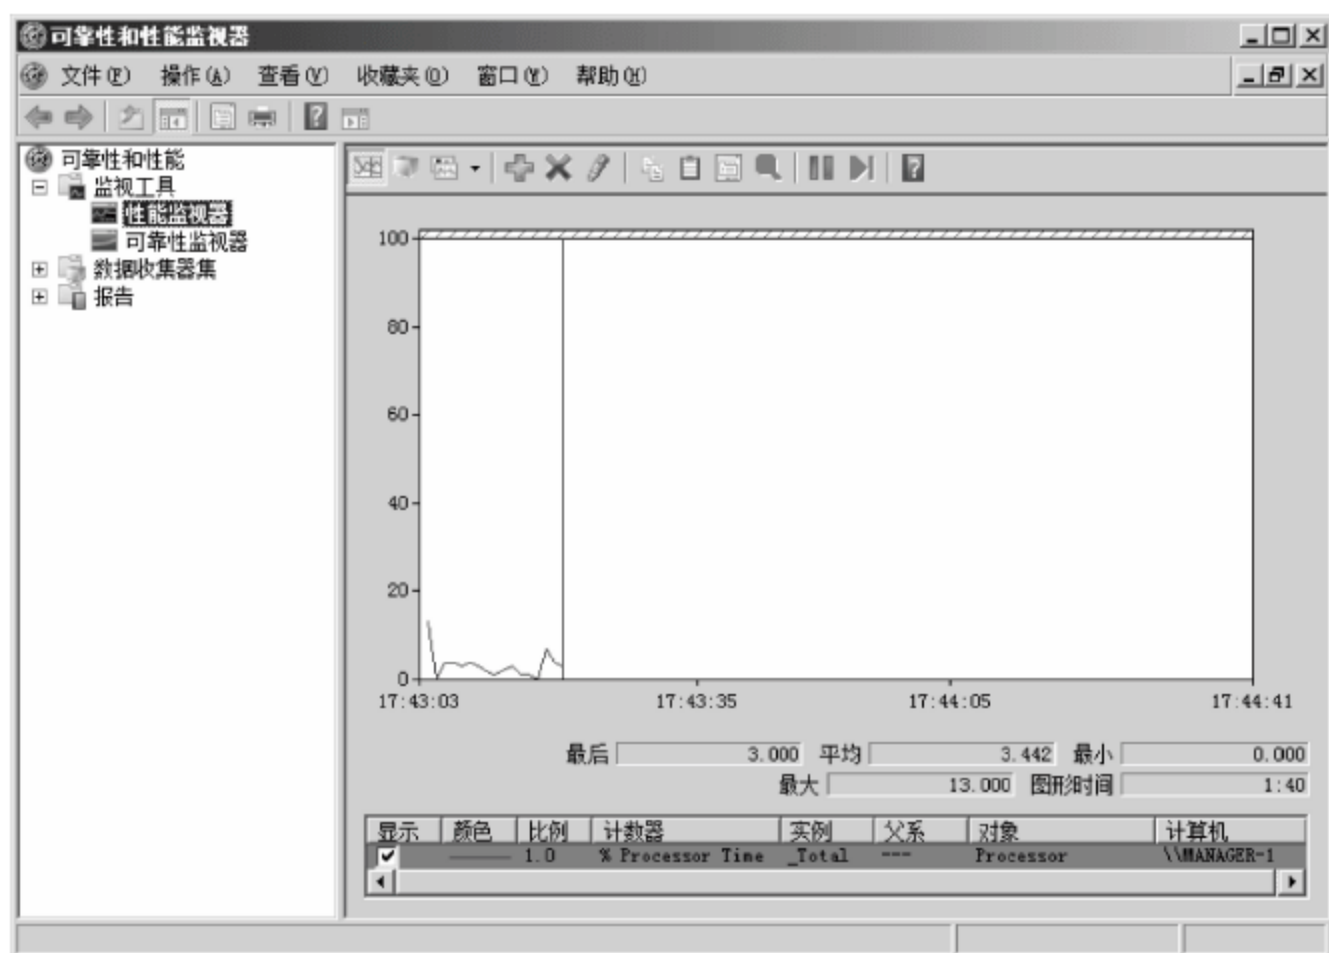 可靠性和性能监视器
文件(F) 操作(A) 查看(V) 收藏夹(O) 窗口(W) 帮助(H)
可靠性和性能
监视工具
性能监视器
可靠性监视器
数据收集器集
报告
100
80
60
40
20
0
17:43:03 17:43:35 17:44:05 17:44:41
最后 3.000 平均 3.442 最小 0.000
最大 13.000 图形时间 1:40
显示 颜色 比例 计数器 实例 父系 对象 计算机
1.0 % Processor Time _Total --- Processor \\MANAGER-1